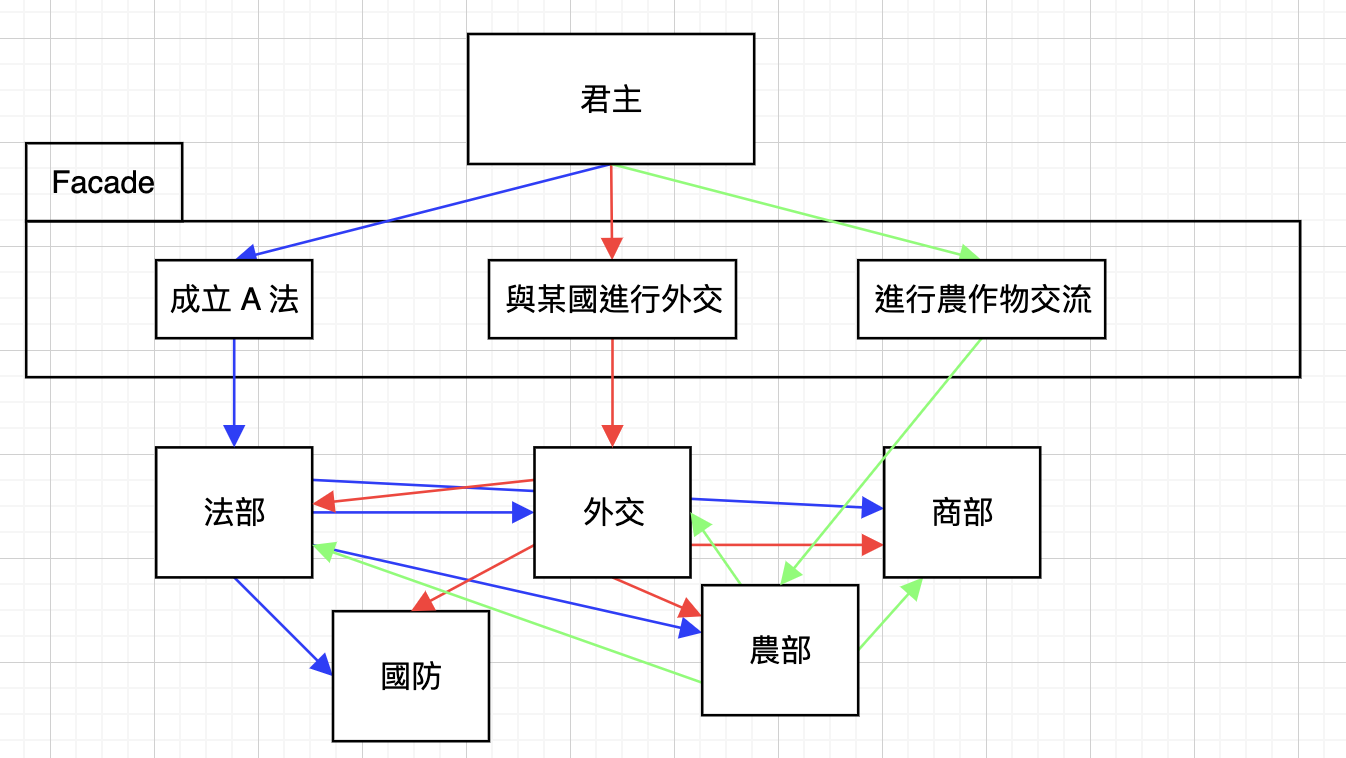 君主
Facade
成立 A 法
與某國進行外交
進行農作物交流
法部
外交
商部
國防
農部